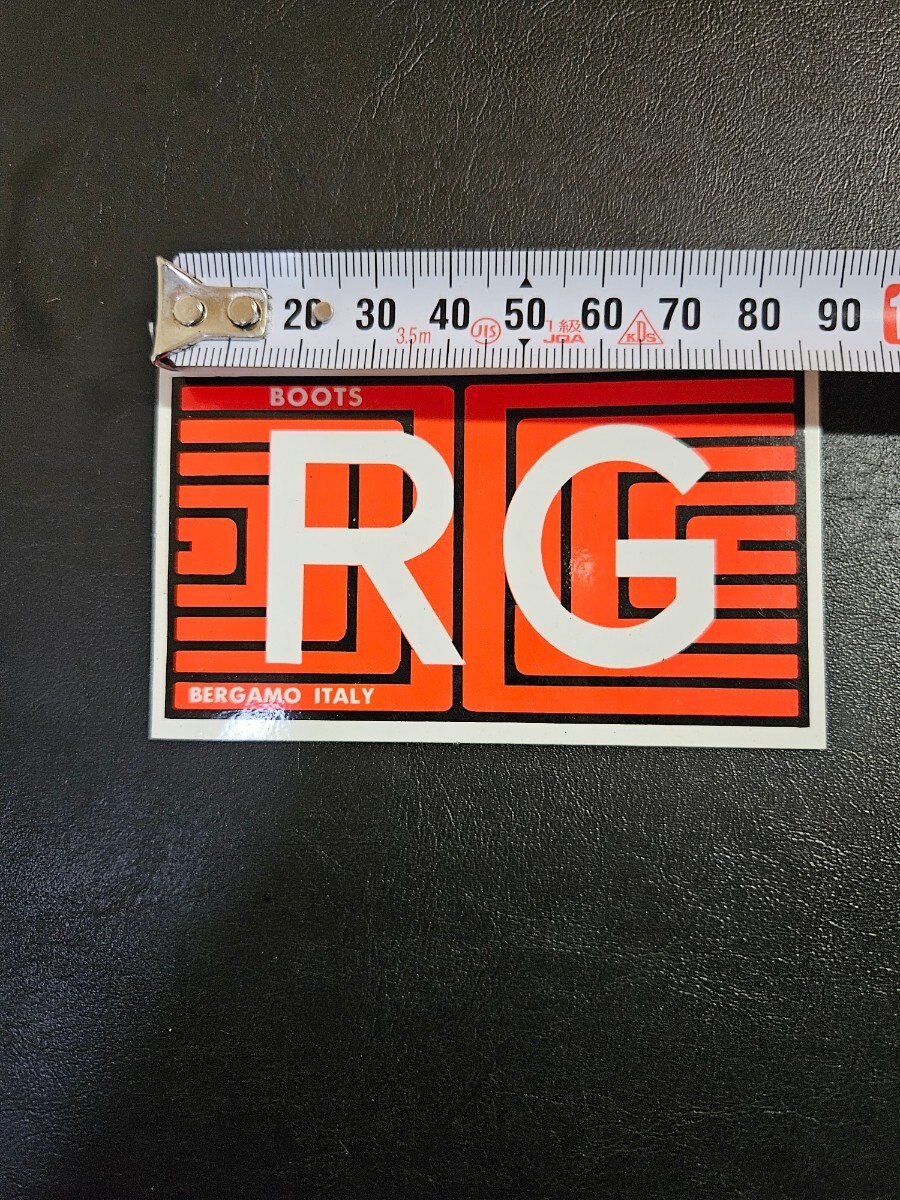 20 30 40 50 60 70 80 90 1
3.5m JIS 1級 JQA KDS
BOOTS
RG
BERGAMO ITALY